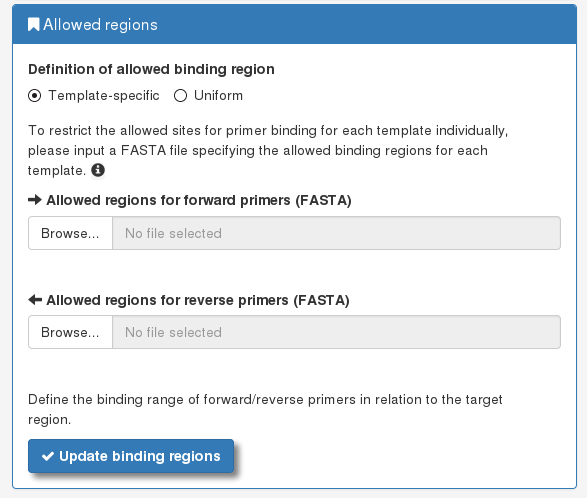 Allowed regions
Definition of allowed binding region
Template-specific Uniform
To restrict the allowed sites for primer binding for each template individually,
please input a FASTA file specifying the allowed binding regions for each
template.
Allowed regions for forward primers (FASTA)
Browse... No file selected
Allowed regions for reverse primers (FASTA)
Browse... No file selected
Define the binding range of forward/reverse primers in relation to the target
region.
Update binding regions